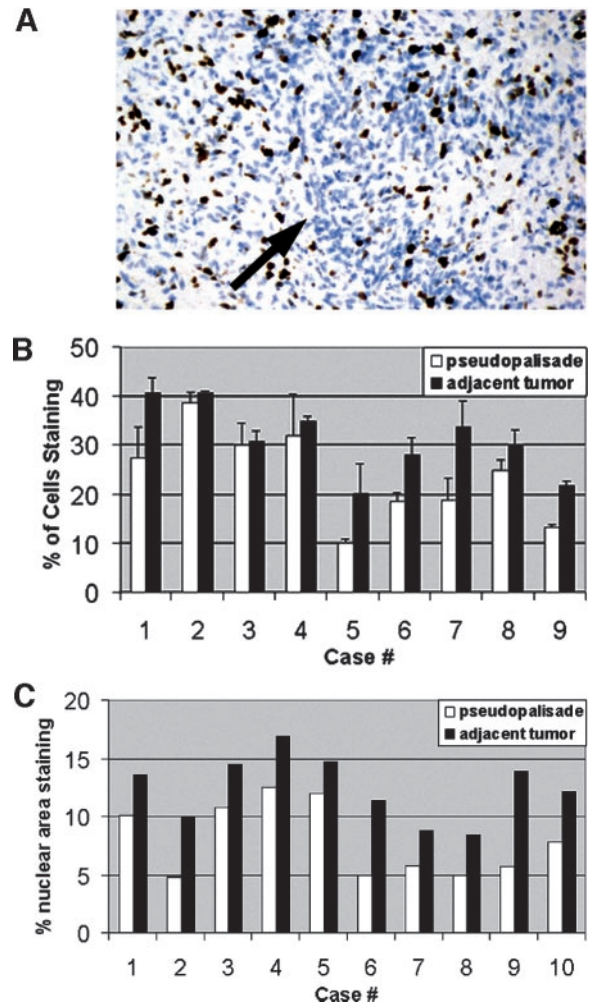 A
B
% of Cells Staining
50
40
30
20
10
0
pseudopalisade
adjacent tumor
1 2 3 4 5 6 7 8 9
Case #
C
% nuclear area staining
20
15
10
5
0
pseudopalisade
adjacent tumor
1 2 3 4 5 6 7 8 9 10
Case #